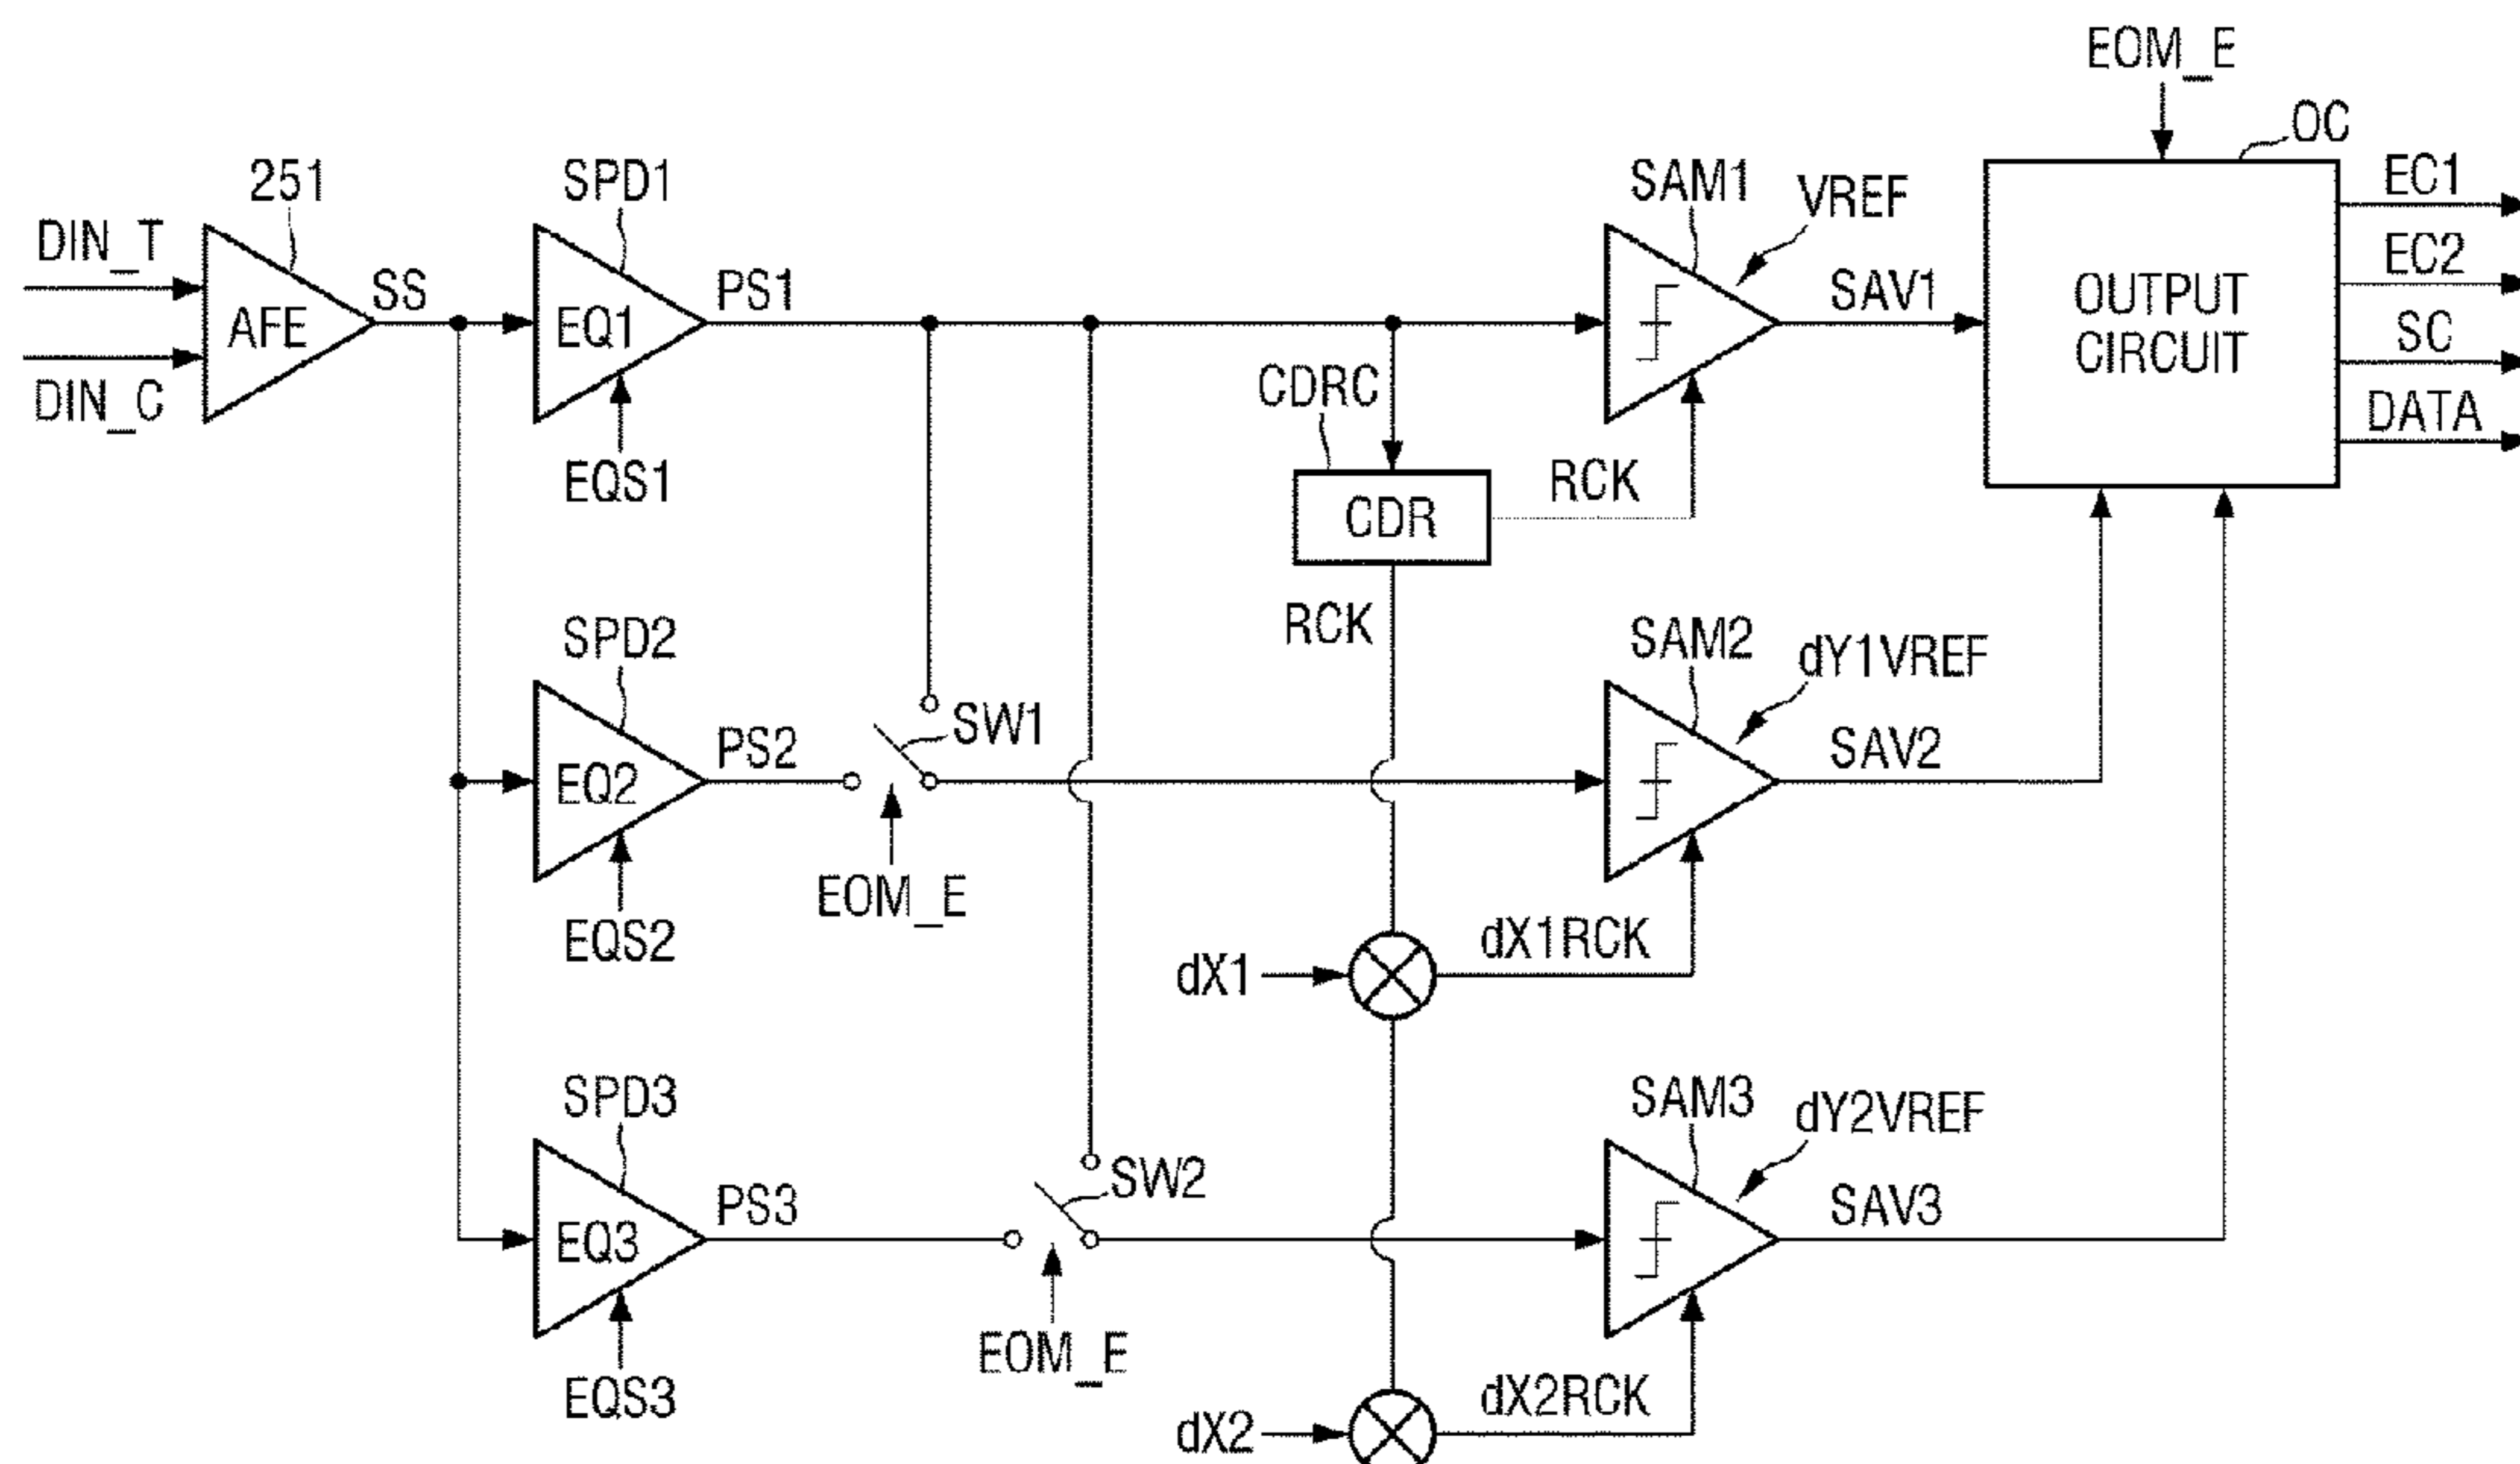 EOM_E
OC
251
SPD1
SAM1
VREF
EC1
DIN_T
SS
PS1
SAV1
EC2
AFE
EQ1
OUTPUT
CIRCUIT
SC
DIN_C
CDRC
DATA
EQS1
RCK
CDR
RCK
SPD2
SAM2
dY1VREF
SW1
PS2
SAV2
EQ2
EOM_E
EQS2
dX1RCK
dX1
SPD3
SAM3
dY2VREF
SW2
PS3
SAV3
EQ3
EOM_E
EQS3
dX2RCK
dX2